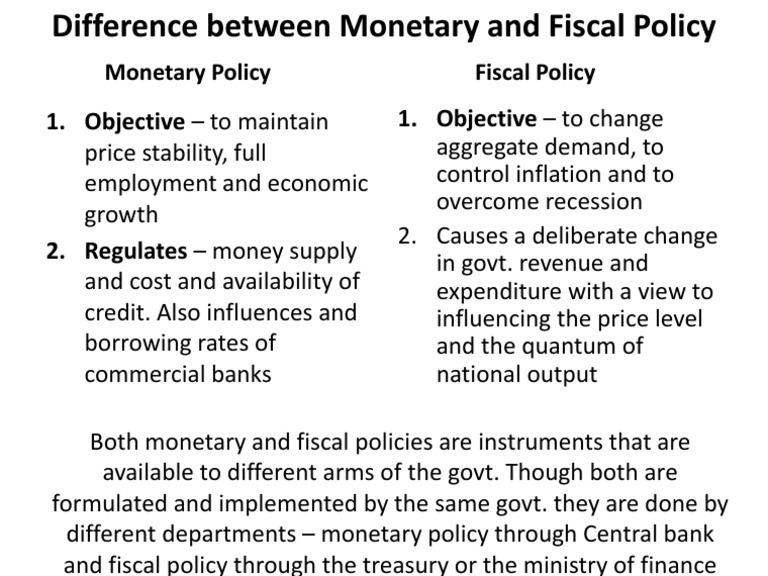 Difference between Monetary and Fiscal Policy
Monetary Policy
1. Objective – to maintain
price stability, full
employment and economic
growth
2. Regulates – money supply
and cost and availability of
credit. Also influences and
borrowing rates of
commercial banks
Fiscal Policy
1. Objective – to change
aggregate demand, to
control inflation and to
overcome recession
2. Causes a deliberate change
in govt. revenue and
expenditure with a view to
influencing the price level
and the quantum of
national output
Both monetary and fiscal policies are instruments that are
available to different arms of the govt. Though both are
formulated and implemented by the same govt. they are done by
different departments – monetary policy through Central bank
and fiscal policy through the treasury or the ministry of finance